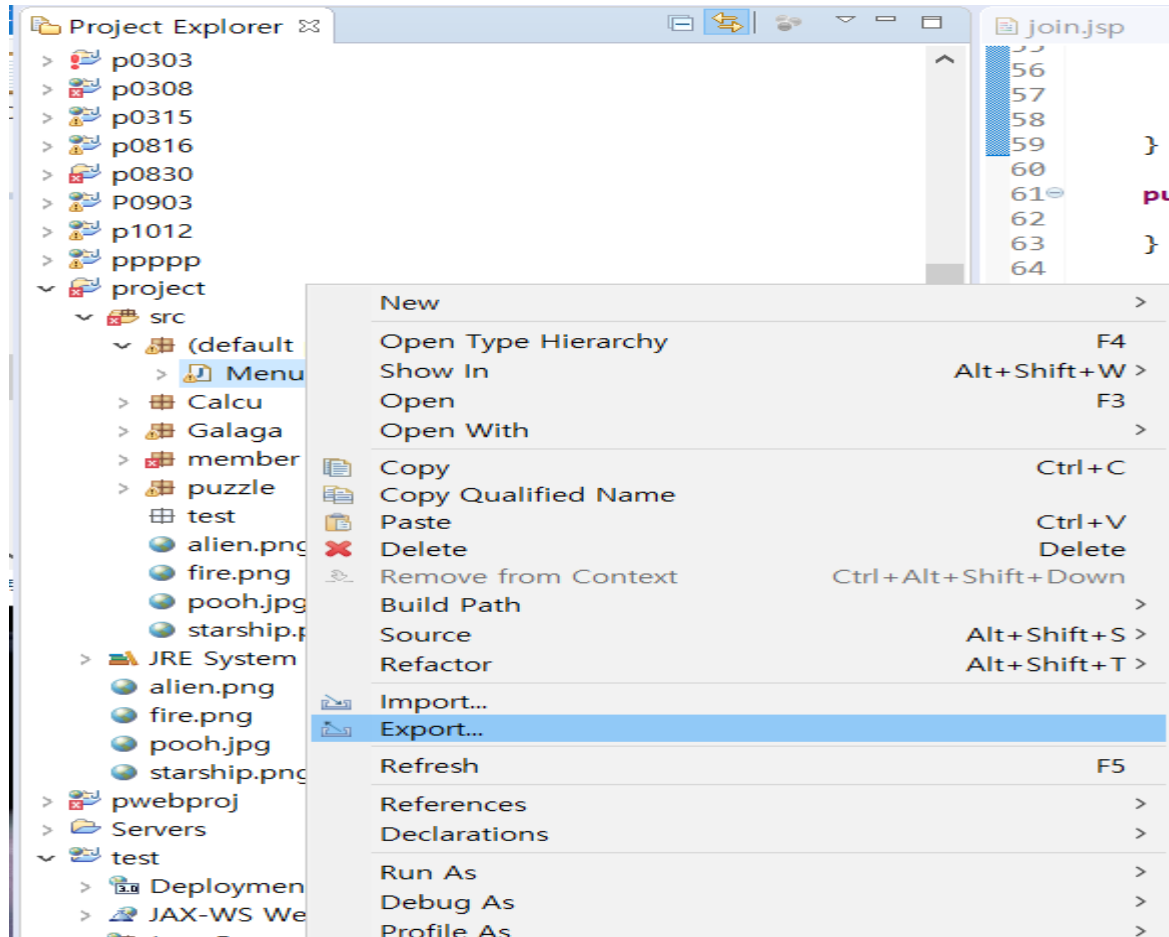 Project Explorer
p0303
p0308
p0315
p0816
p0830
P0903
p1012
ppppp
project
src
(default
Menu
Calcu
Galaga
member
puzzle
test
alien.png
fire.png
pooh.jpg
starship.p
JRE System
alien.png
fire.png
pooh.jpg
starship.png
pwebproj
Servers
test
Deploymen
JAX-WS We
New
Open Type Hierarchy F4
Show In Alt+Shift+W
Open F3
Open With
Copy Ctrl+C
Copy Qualified Name
Paste Ctrl+V
Delete Delete
Remove from Context Ctrl+Alt+Shift+Down
Build Path
Source Alt+Shift+S
Refactor Alt+Shift+T
Import...
Export...
Refresh F5
References
Declarations
Run As
Debug As
Profile As
join.jsp
56
57
58
59 }
60
61 pu
62
63 }
64